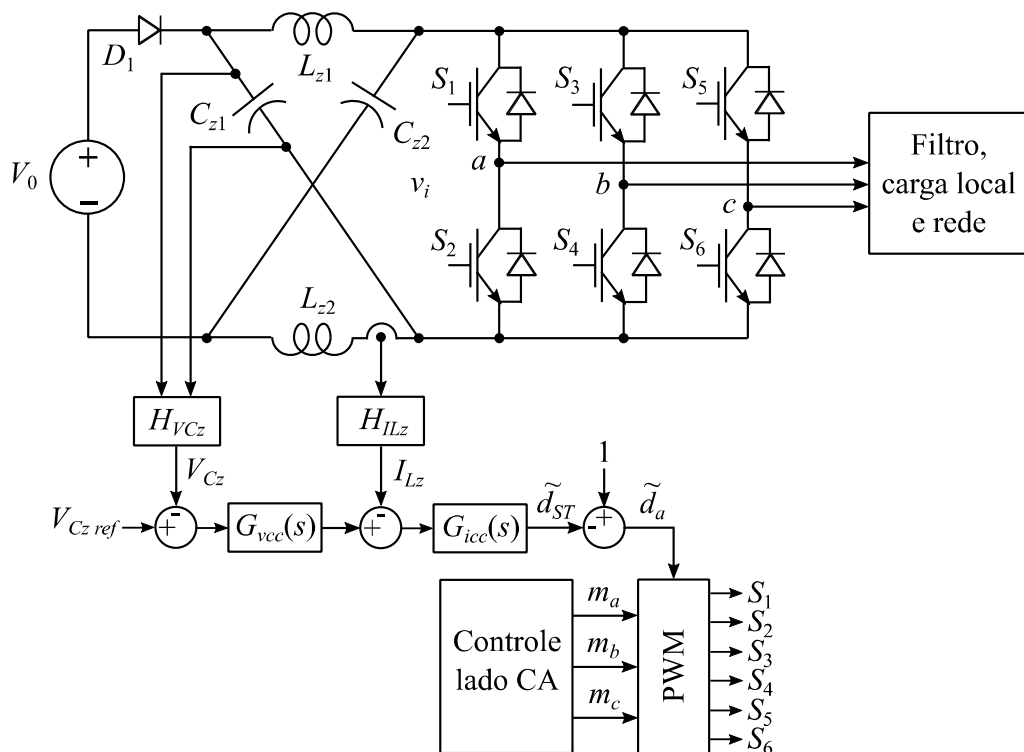 D1
Lz1
Cz1
Cz2
V0
+
−
vi
S1
S3
S5
a
b
c
S2
S4
S6
Filtro,
carga local
e rede
Lz2
HVCz
HILz
VCz
ILz
VCz ref
+ -
Gvcc(s)
+ -
Gicc(s)
d̃ST
1
- +
d̃a
Controle
lado CA
ma
mb
mc
PWM
S1
S2
S3
S4
S5
S6